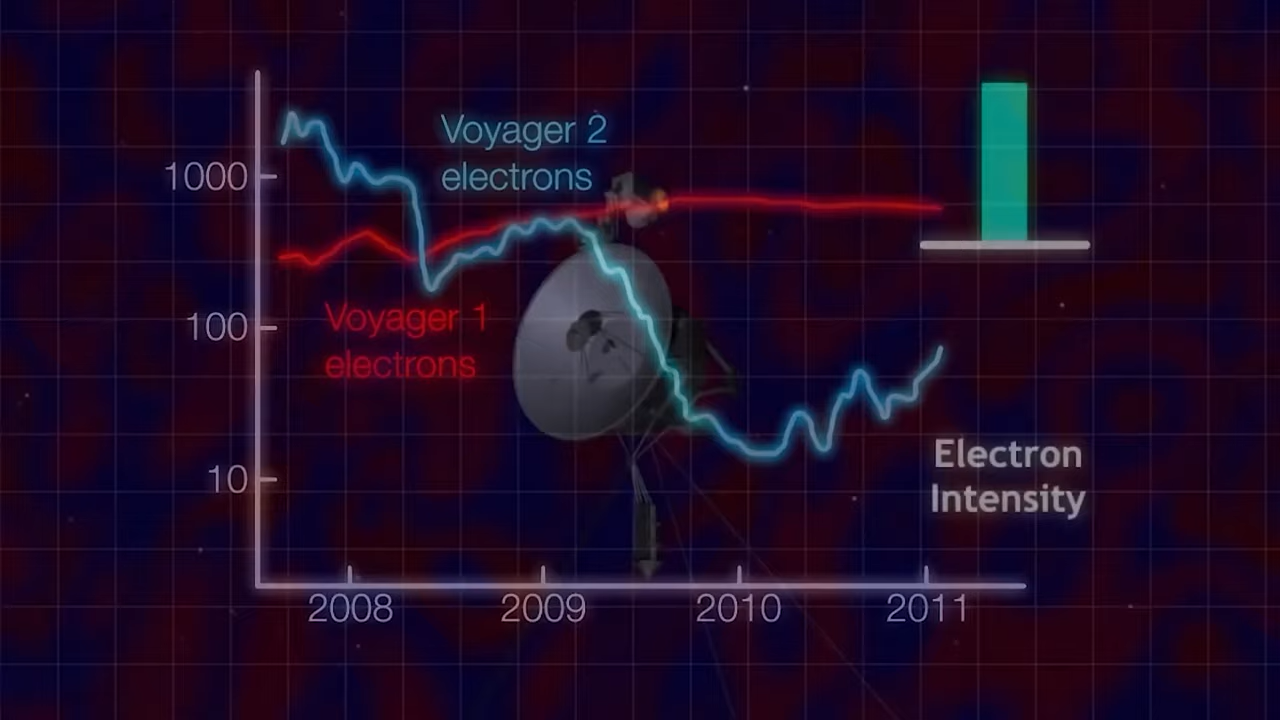 Voyager 2
electrons
1000
Voyager 1
electrons
100
10
Electron
Intensity
2008
2009
2010
2011